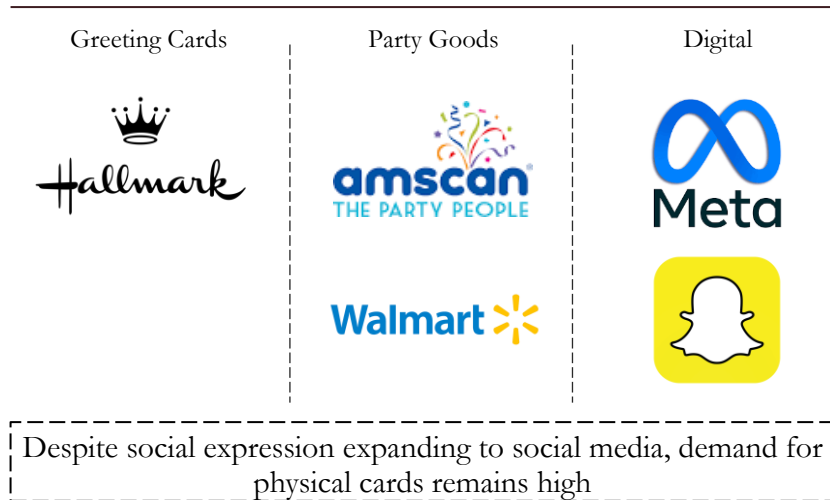 Greeting Cards
Party Goods
Digital
Hallmark
amscan®
THE PARTY PEOPLE
Walmart
Meta
Despite social expression expanding to social media, demand for
physical cards remains high